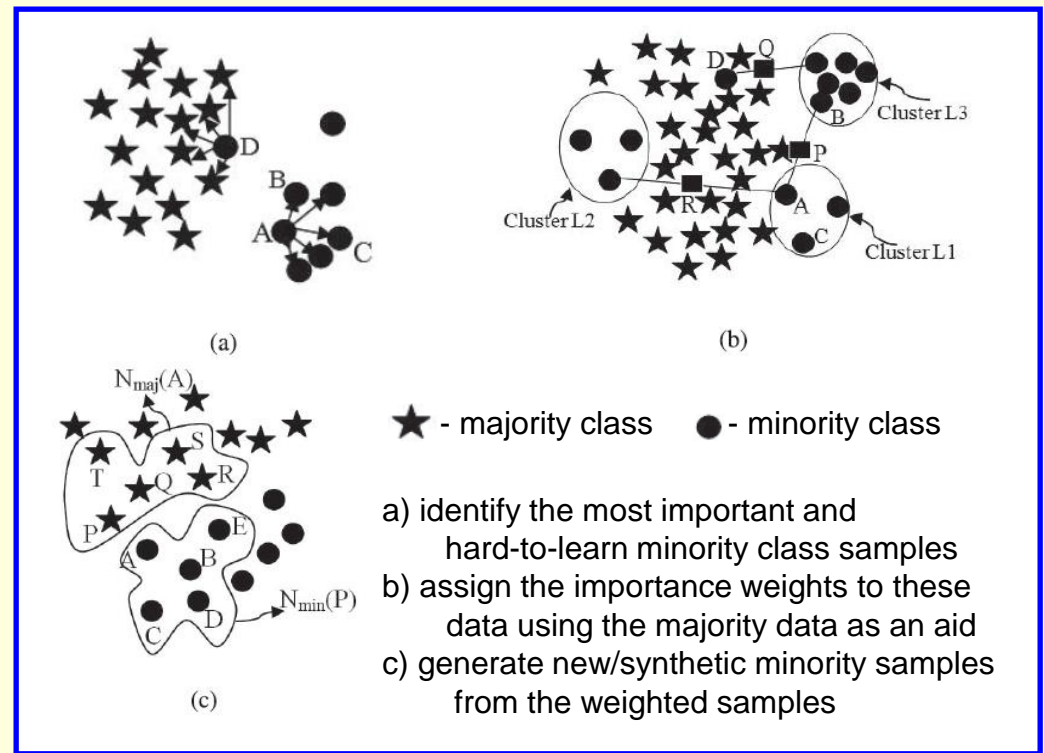 D
B
A
C
(a)
Q
D
B
Cluster L3
P
R
A
Cluster L2
C
Cluster L1
(b)
N_maj(A)
S
T
Q
R
P
E
A
B
N_min(P)
C
D
(c)
- majority class - minority class
a) identify the most important and
hard-to-learn minority class samples
b) assign the importance weights to these
data using the majority data as an aid
c) generate new/synthetic minority samples
from the weighted samples